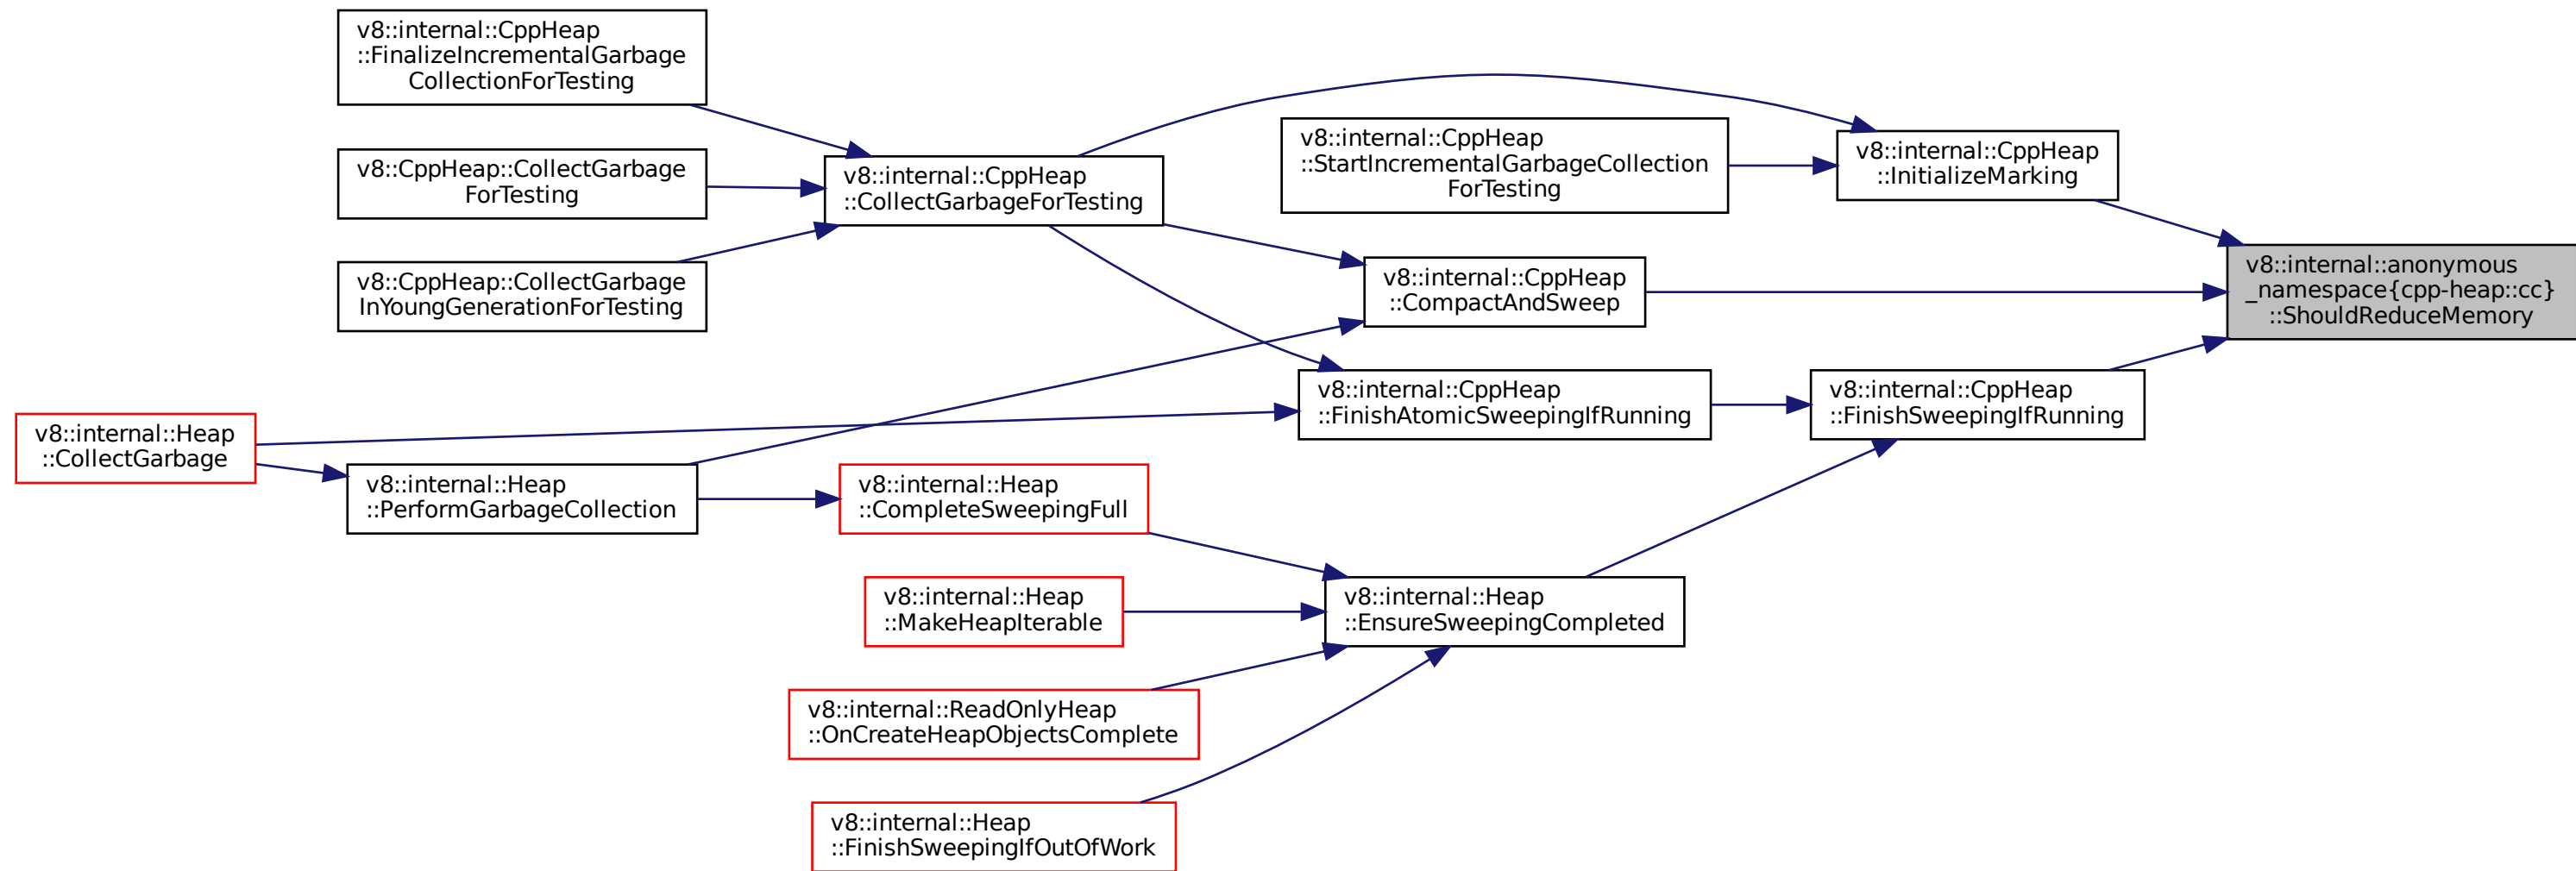 v8::internal::CppHeap
::FinalizeIncrementalGarbage
CollectionForTesting
v8::CppHeap::CollectGarbage
ForTesting
v8::CppHeap::CollectGarbage
InYoungGenerationForTesting
v8::internal::Heap
::CollectGarbage
v8::internal::Heap
::PerformGarbageCollection
v8::internal::CppHeap
::CollectGarbageForTesting
v8::internal::Heap
::CompleteSweepingFull
v8::internal::Heap
::MakeHeapIterable
v8::internal::ReadOnlyHeap
::OnCreateHeapObjectsComplete
v8::internal::Heap
::FinishSweepingIfOutOfWork
v8::internal::CppHeap
::StartIncrementalGarbageCollection
ForTesting
v8::internal::CppHeap
::CompactAndSweep
v8::internal::CppHeap
::FinishAtomicSweepingIfRunning
v8::internal::Heap
::EnsureSweepingCompleted
v8::internal::CppHeap
::InitializeMarking
v8::internal::CppHeap
::FinishSweepingIfRunning
v8::internal::anonymous
_namespace{cpp-heap::cc}
::ShouldReduceMemory